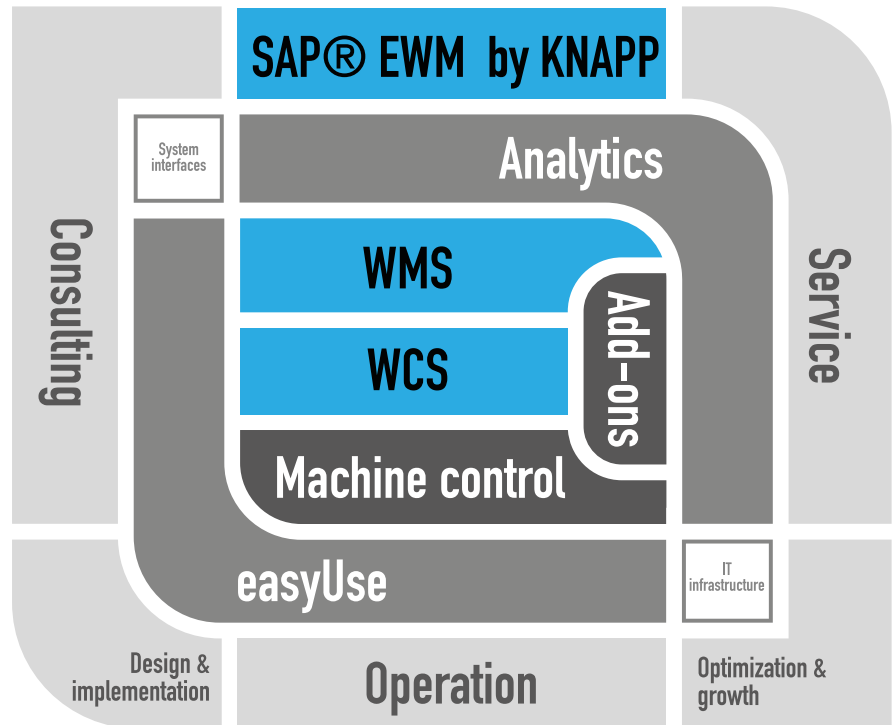 SAP® EWM by KNAPP
System
interfaces
Analytics
Consulting
WMS
Service
Add-ons
WCS
Machine control
easyUse
IT
infrastructure
Design &
implementation
Operation
Optimization &
growth